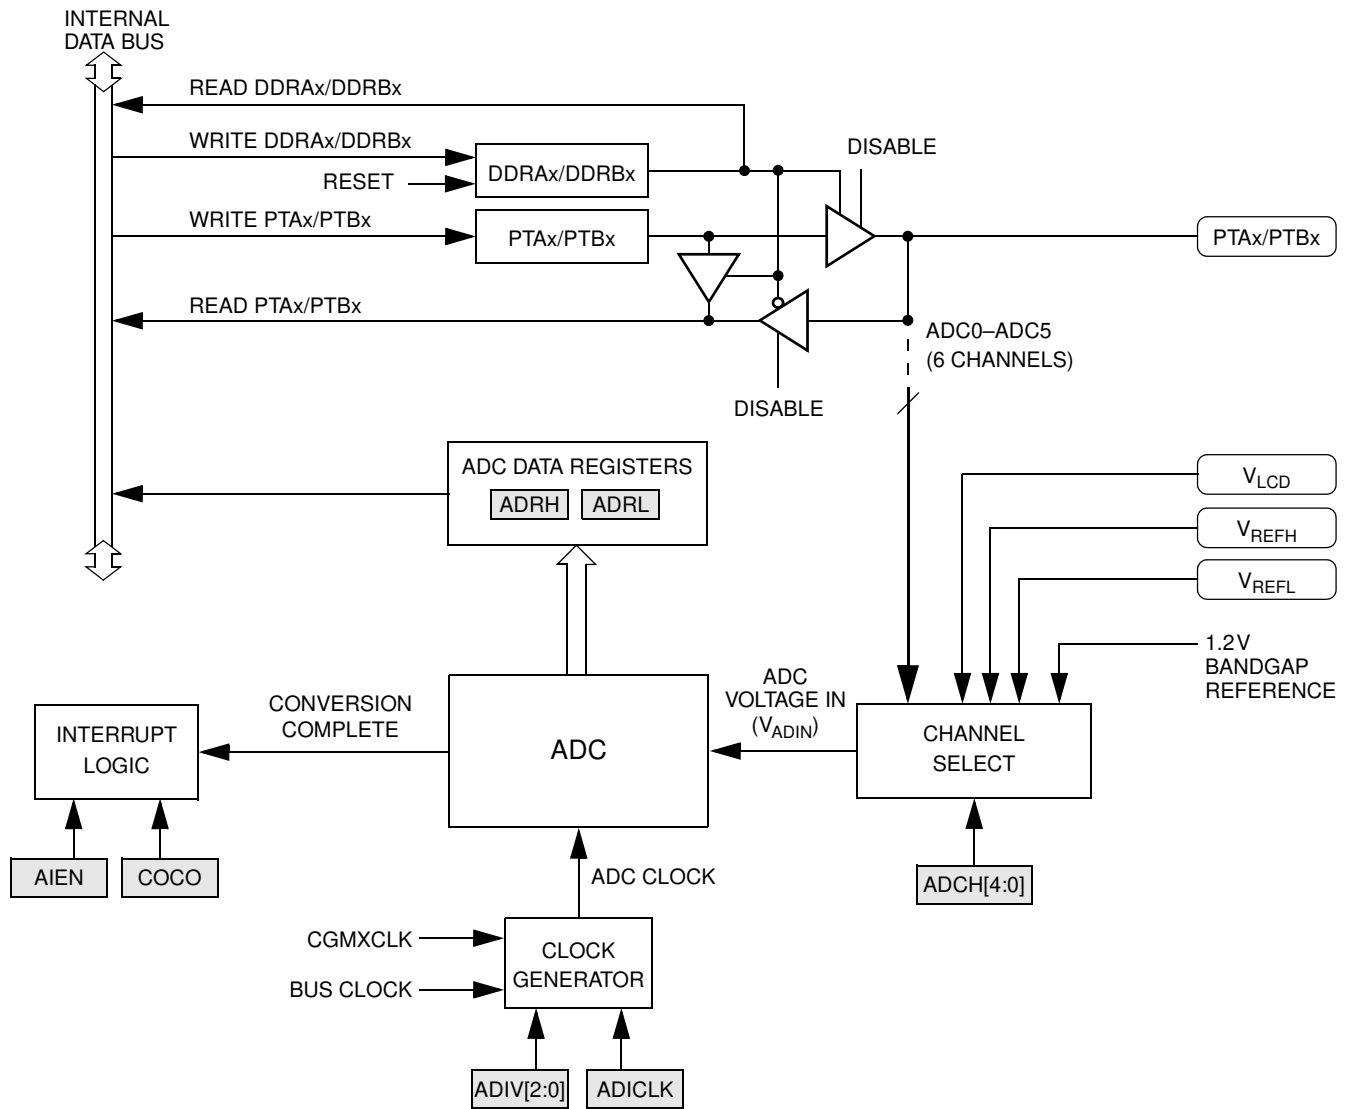 INTERNAL
DATA BUS
READ DDRAx/DDRBx
WRITE DDRAx/DDRBx
DISABLE
DDRAx/DDRBx
RESET
WRITE PTAx/PTBx
PTAx/PTBx
PTAx/PTBx
READ PTAx/PTBx
ADC0–ADC5
(6 CHANNELS)
DISABLE
ADC DATA REGISTERS
ADRH
ADRL
VLCD
VREFH
VREFL
1.2V
BANDGAP
REFERENCE
ADC
VOLTAGE IN
(VADIN)
CONVERSION
COMPLETE
INTERRUPT
LOGIC
ADC
CHANNEL
SELECT
AIEN
COCO
ADC CLOCK
ADCH[4:0]
CGMXCLK
CLOCK
GENERATOR
BUS CLOCK
ADIV[2:0]
ADICLK